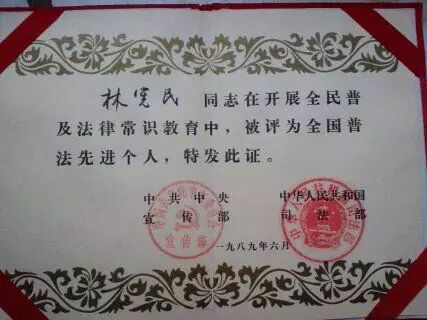 林宪民 同志在开展全民普
及法律常识教育中，被评为全国普
法先进个人，特发此证。
中共中央 中华人民共和国
宣传部 司法部
一九八九年六月